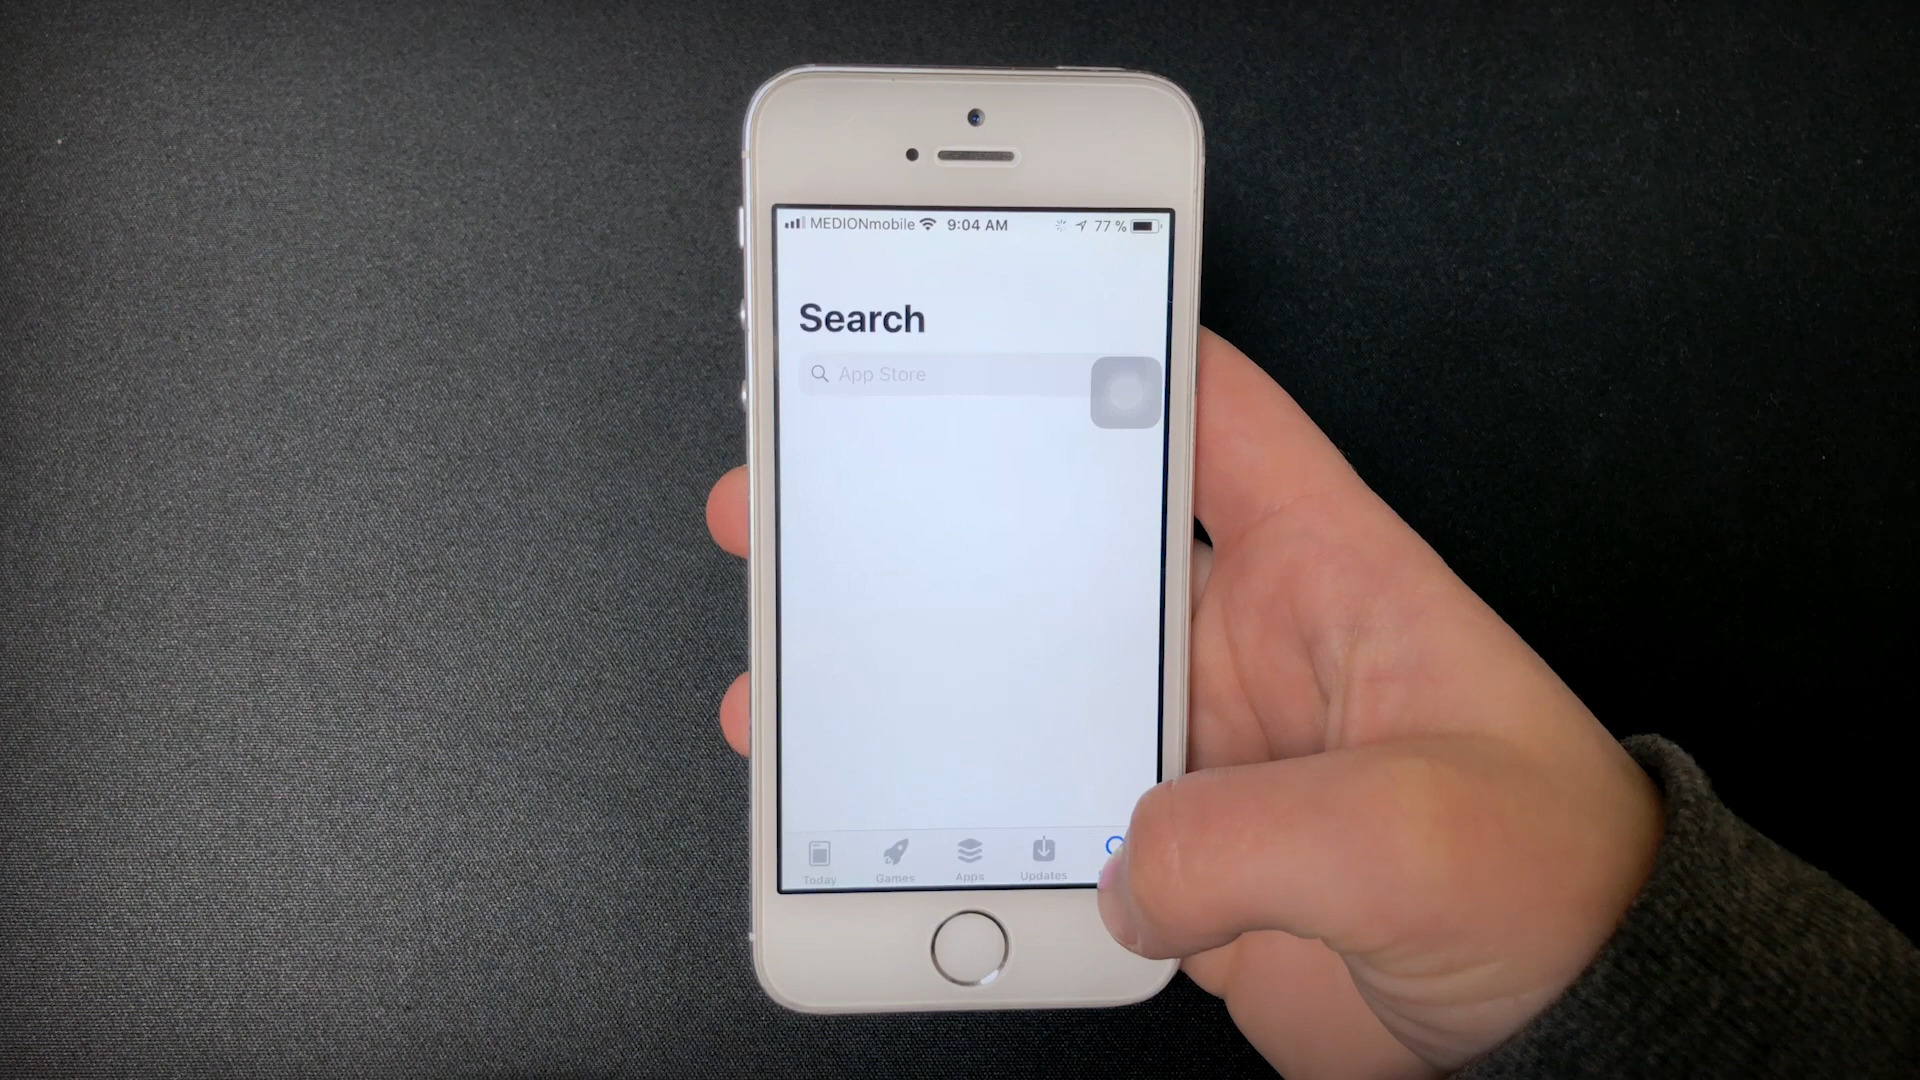 MEDIONmobile 9:04 AM 77 %
Search
App Store
Today Games Apps Updates